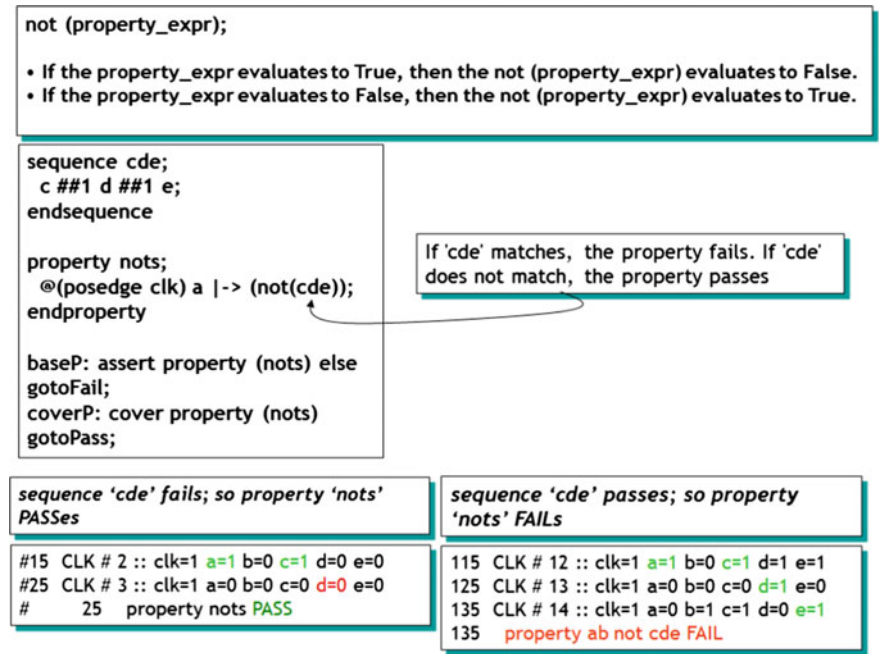 not (property_expr);
• If the property_expr evaluates to True, then the not (property_expr) evaluates to False.
• If the property_expr evaluates to False, then the not (property_expr) evaluates to True.
sequence cde;
c ##1 d ##1 e;
endsequence
property nots;
@(posedge clk) a |-> (not(cde));
endproperty
baseP: assert property (nots) else
gotoFail;
coverP: cover property (nots)
gotoPass;
If 'cde' matches, the property fails. If 'cde'
does not match, the property passes
sequence ‘cde’ fails; so property ‘nots’
PASSes
#15 CLK # 2 :: clk=1 a=1 b=0 c=1 d=0 e=0
#25 CLK # 3 :: clk=1 a=0 b=0 c=0 d=0 e=0
# 25 property nots PASS
sequence ‘cde’ passes; so property
‘nots’ FAILs
115 CLK # 12 :: clk=1 a=1 b=0 c=1 d=1 e=1
125 CLK # 13 :: clk=1 a=0 b=0 c=0 d=1 e=0
135 CLK # 14 :: clk=1 a=0 b=1 c=1 d=0 e=1
135 property ab not cde FAIL